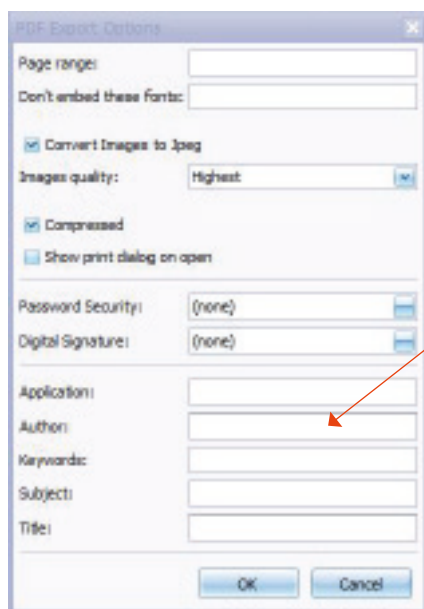 PDF Export Options
Page range:
Don't embed these fonts:
Convert Images to Jpeg
Images quality: Highest
Compressed
Show print dialog on open
Password Security: (none)
Digital Signature: (none)
Application:
Author:
Keywords:
Subject:
Title:
OK Cancel